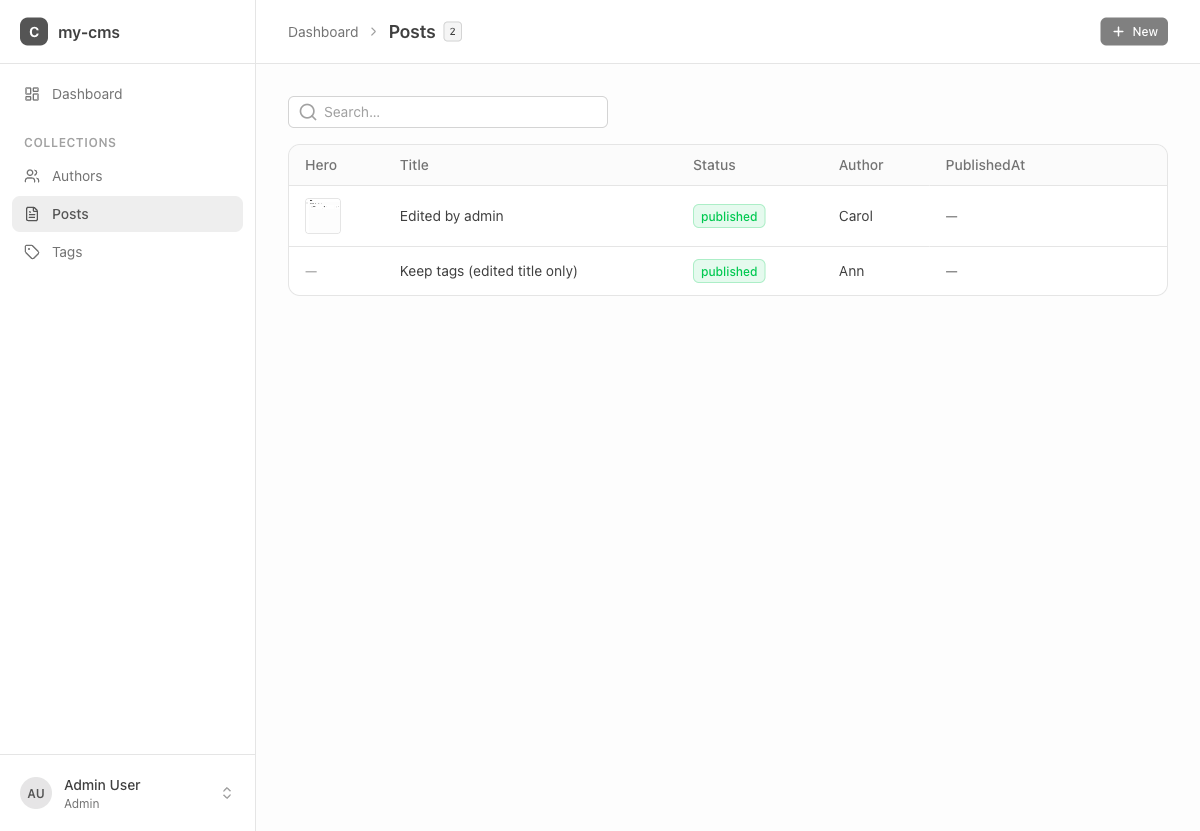 C my-cms
Dashboard > Posts 2
+ New
Dashboard
COLLECTIONS
Authors
Posts
Tags
Search...
Hero Title Status Author PublishedAt
Edited by admin published Carol —
— Keep tags (edited title only) published Ann —
AU Admin User
Admin